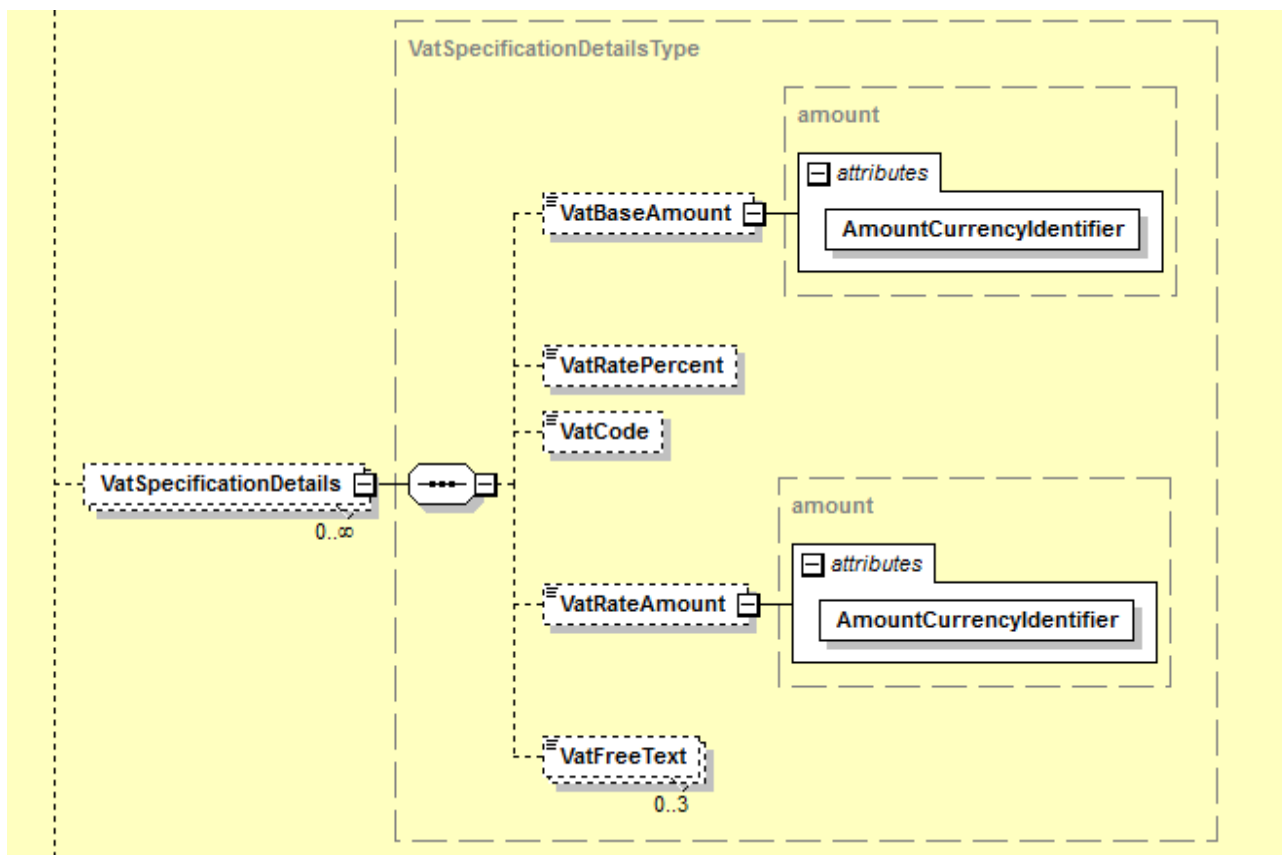 VatSpecificationDetailsType
amount
attributes
VatBaseAmount
AmountCurrencyIdentifier
VatRatePercent
VatCode
VatSpecificationDetails
0..∞
amount
attributes
VatRateAmount
AmountCurrencyIdentifier
VatFreeText
0..3